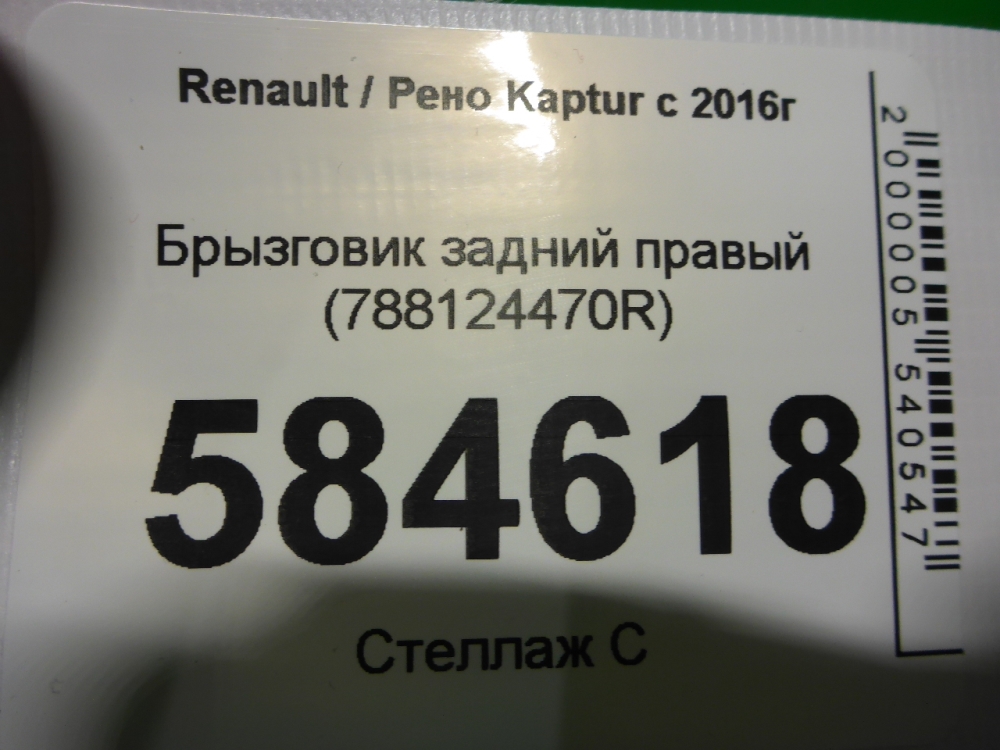 Renault / Рено Kaptur с 2016г
Брызговик задний правый
(788124470R)
584618
Стеллаж С
2000005540547